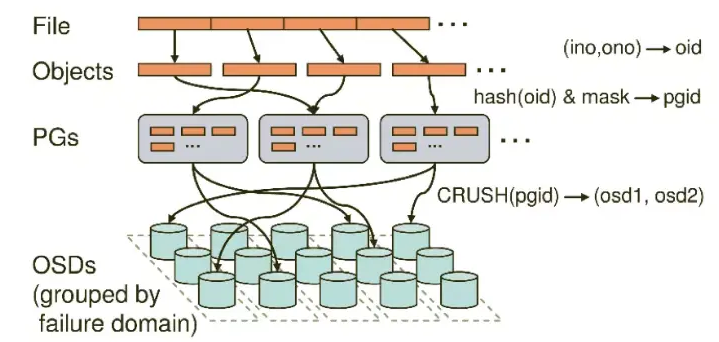 File
...
(ino,ono) → oid
Objects
...
hash(oid) & mask → pgid
PGs
...
...
...
...
CRUSH(pgid) → (osd1, osd2)
OSDs
(grouped by
failure domain)